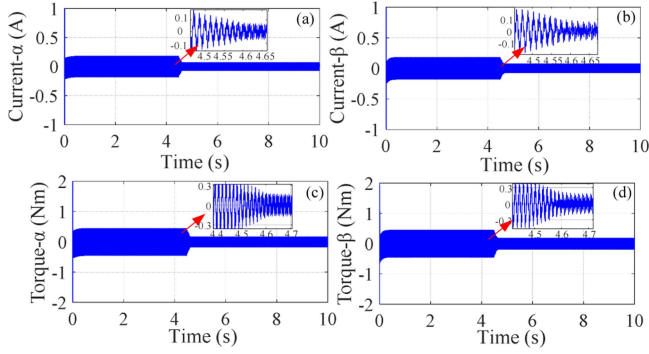 (a)
Current-α (A)
1
0.5
0
-0.5
-1
0.1
0
-0.1
4.5 4.55 4.6 4.65
0 2 4 6 8 10
Time (s)
(b)
Current-β (A)
1
0.5
0
-0.5
-1
0.1
0
-0.1
4.5 4.55 4.6 4.65
0 2 4 6 8 10
Time (s)
(c)
Torque-α (Nm)
2
1
0
-1
-2
0.3
0
-0.3
4.4 4.5 4.6 4.7
0 2 4 6 8 10
Time (s)
(d)
Torque-β (Nm)
2
1
0
-1
-2
0.3
0
4.5 4.6 4.7
0 2 4 6 8 10
Time (s)